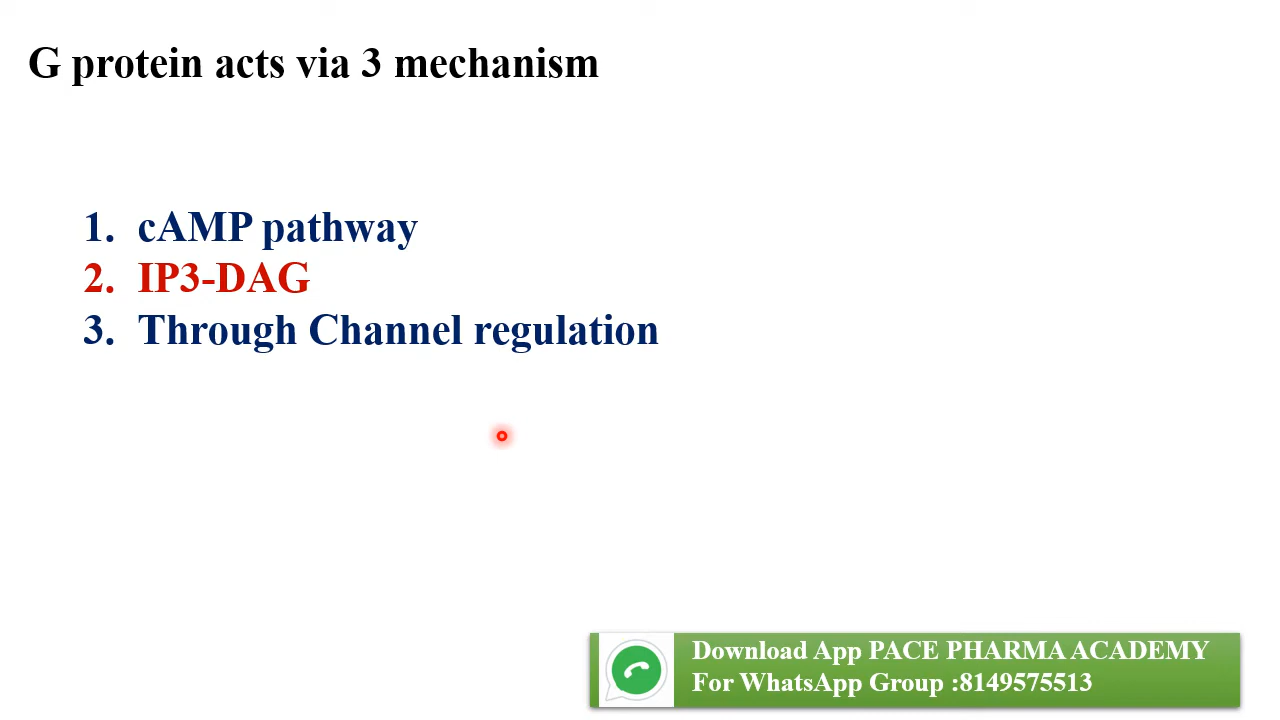 G protein acts via 3 mechanism
1. cAMP pathway
2. IP3-DAG
3. Through Channel regulation
Download App PACE PHARMA ACADEMY
For WhatsApp Group :8149575513